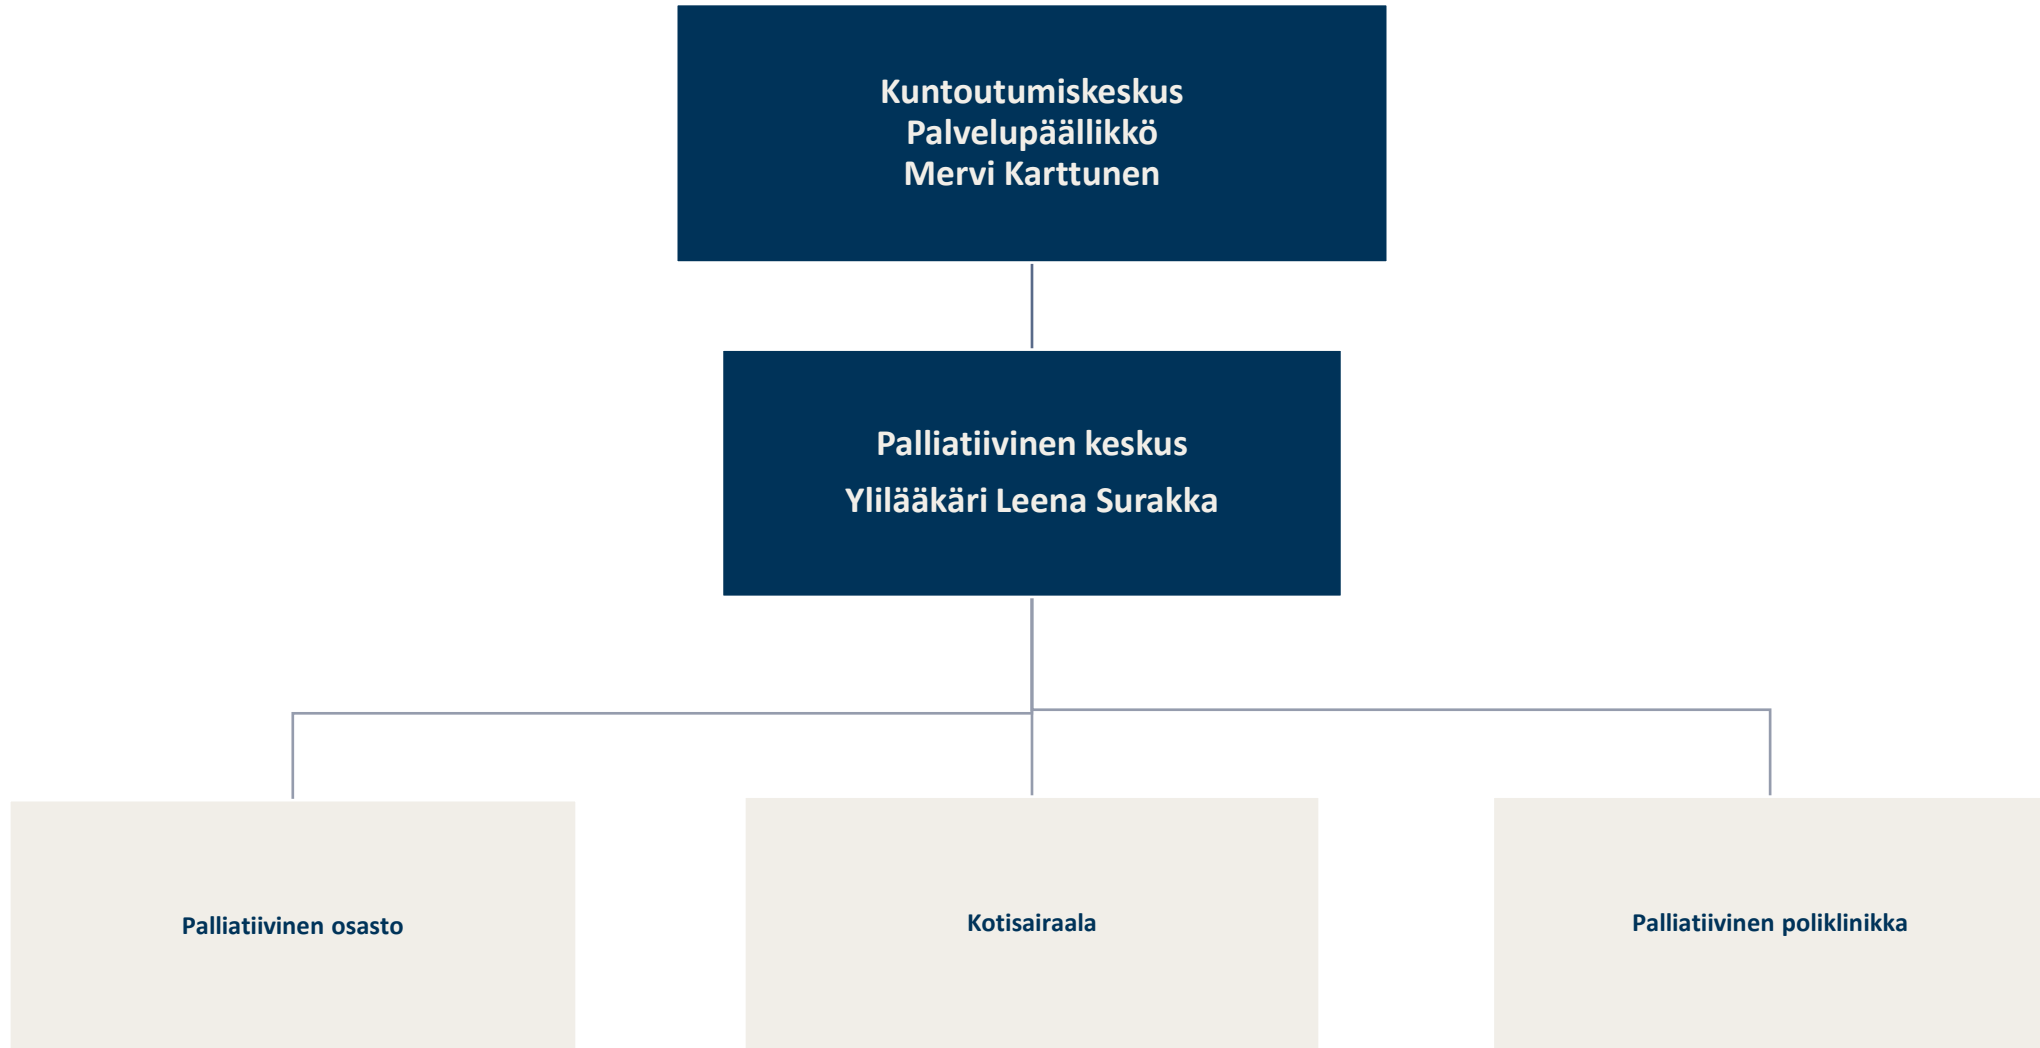 Kuntoutumiskeskus
Palvelupäällikkö
Mervi Karttunen
Palliatiivinen keskus
Ylilääkäri Leena Surakka
Palliatiivinen osasto
Kotisairaala
Palliatiivinen poliklinikka